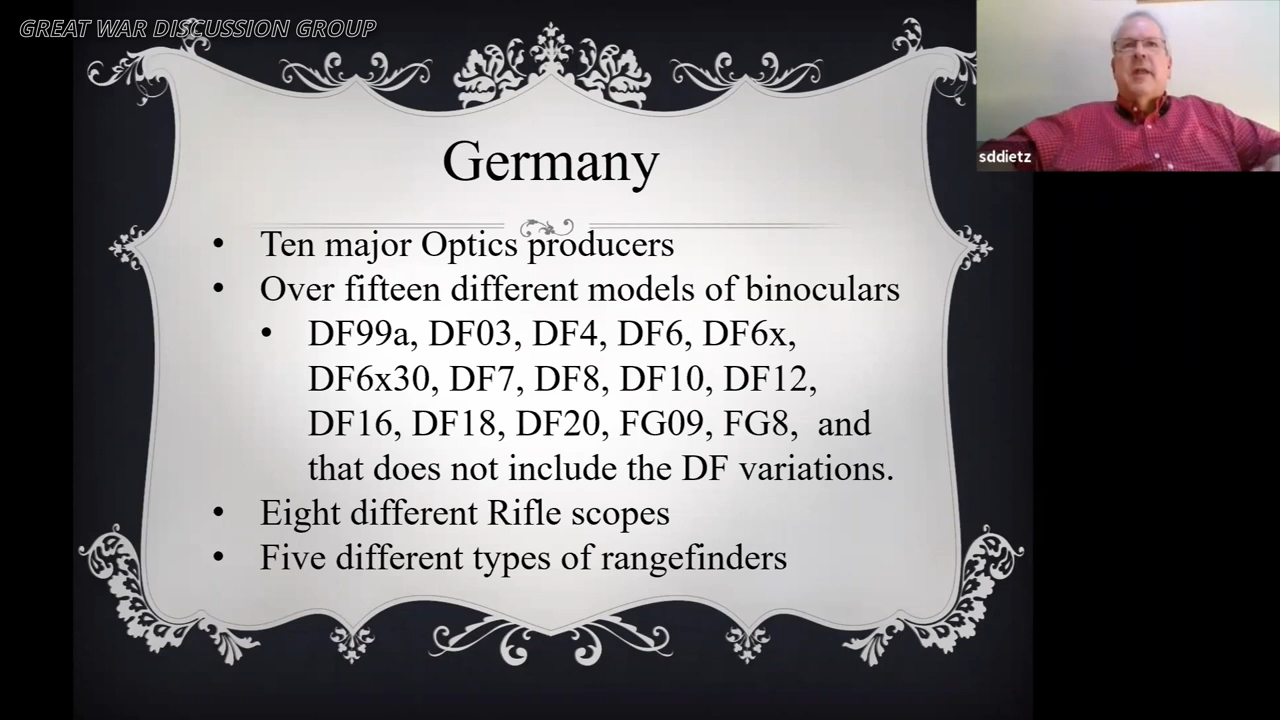 GREAT WAR DISCUSSION GROUP
sddietz
Germany
• Ten major Optics producers
• Over fifteen different models of binoculars
• DF99a, DF03, DF4, DF6, DF6x,
DF6x30, DF7, DF8, DF10, DF12,
DF16, DF18, DF20, FG09, FG8,  and
that does not include the DF variations.
• Eight different Rifle scopes
• Five different types of rangefinders